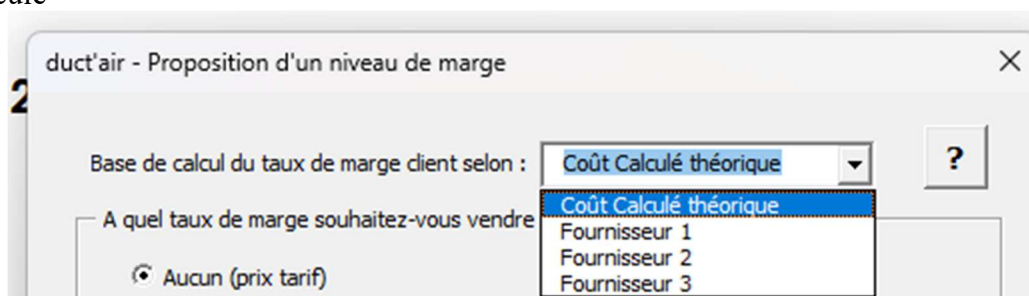 duct'air - Proposition d'un niveau de marge
2
Base de calcul du taux de marge client selon : Coût Calculé théorique ?
Coût Calculé théorique
A quel taux de marge souhaitez-vous vendre
Fournisseur 1
Fournisseur 2
Aucun (prix tarif)
Fournisseur 3